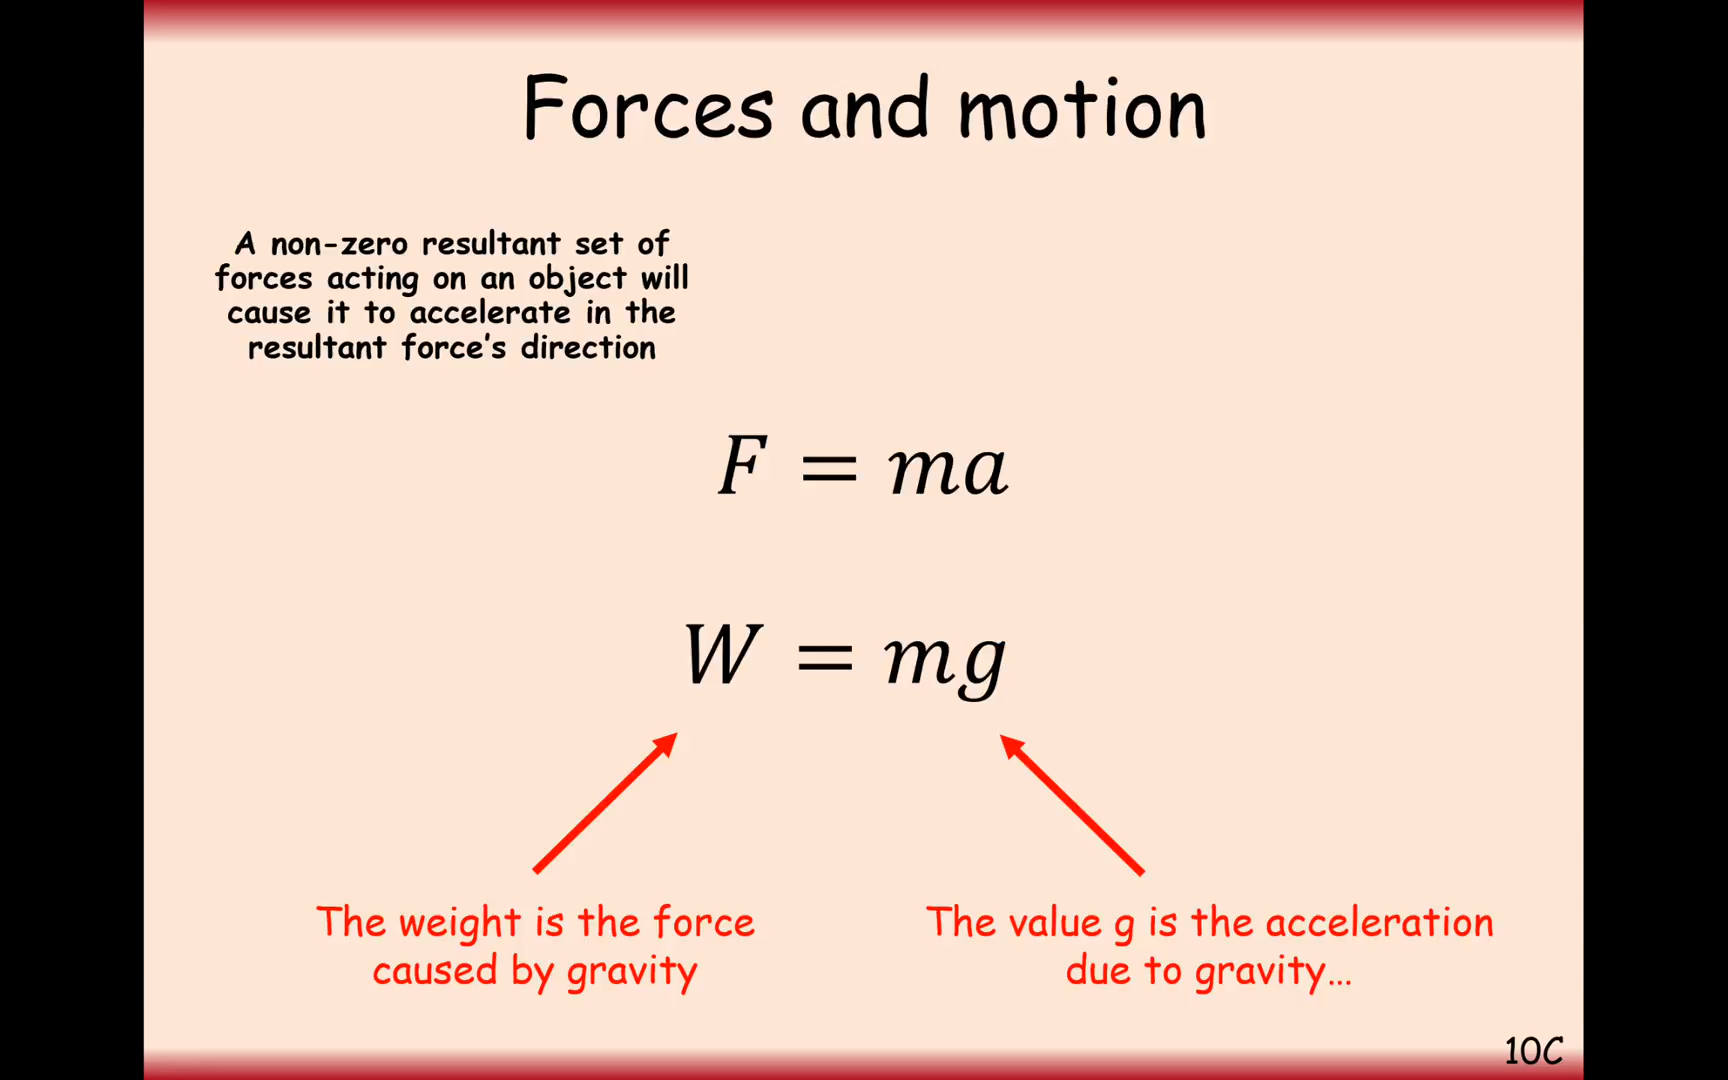 Forces and motion
A non-zero resultant set of
forces acting on an object will
cause it to accelerate in the
resultant force's direction
F = ma
W = mg
The weight is the force
caused by gravity
The value g is the acceleration
due to gravity...
10C